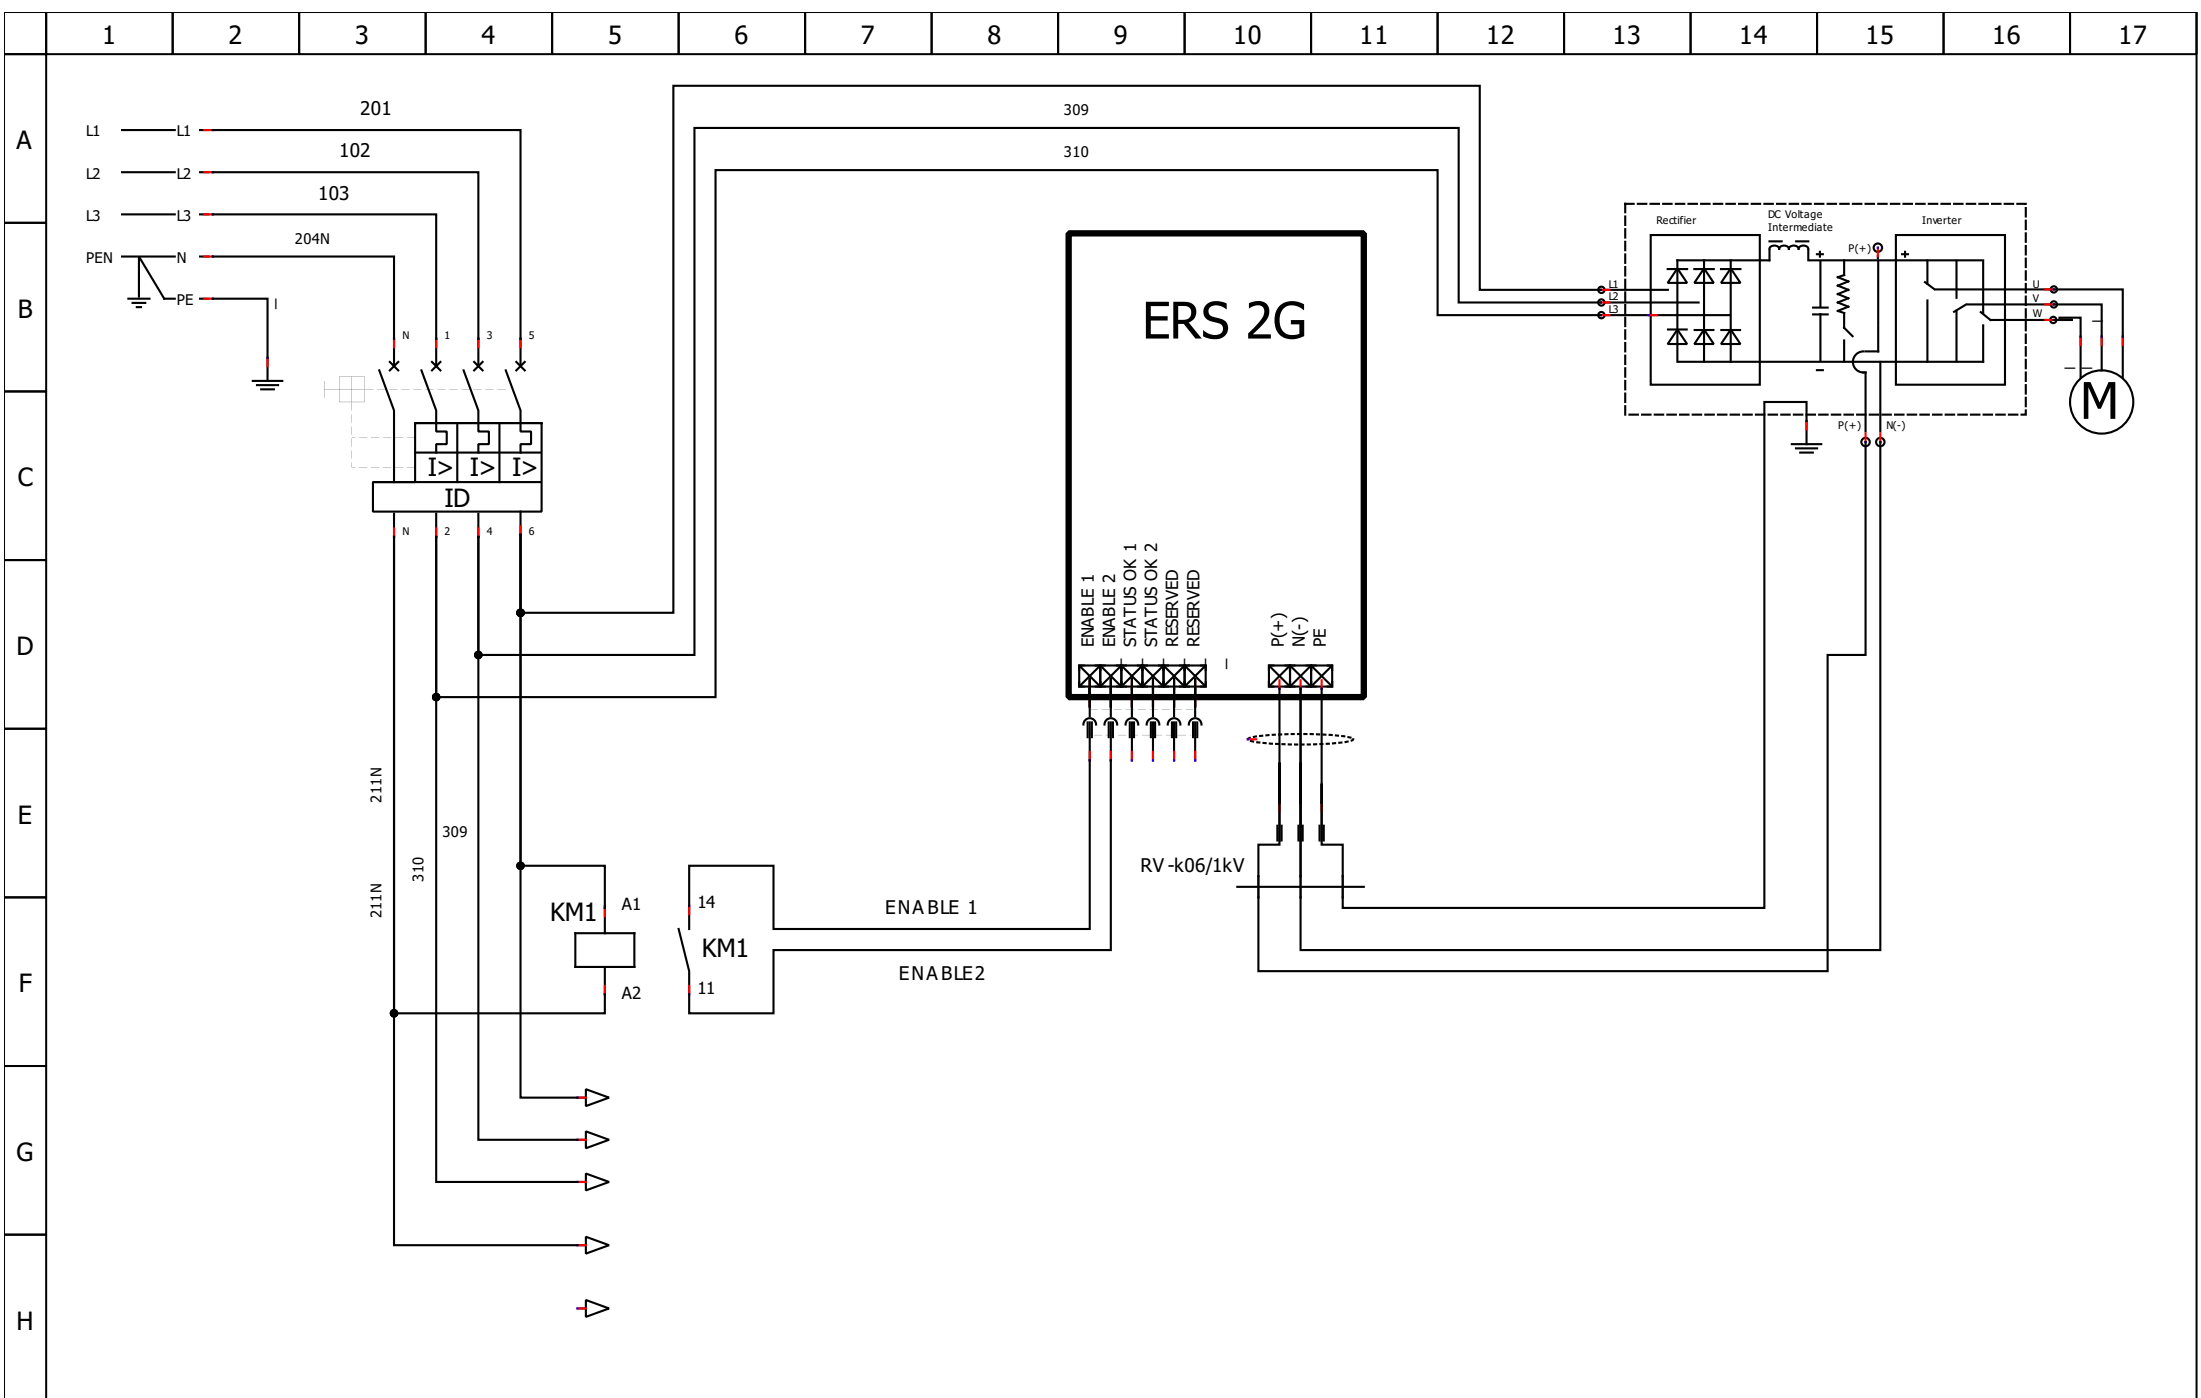 1 2 3 4 5 6 7 8 9 10 11 12 13 14 15 16 17
A
B
C
D
E
F
G
H
201
L1 L1
102
L2 L2
103
L3 L3
204N
PEN N
PE
309
310
N 1 3 5
I> I> I>
ID
N 2 4 6
211N
309
310
211N
KM1
A1
A2
14
KM1
11
ENABLE 1
ENABLE2
ERS 2G
ENABLE 1
ENABLE 2
STATUS OK 1
STATUS OK 2
RESERVED
RESERVED
P(+)
N(-)
PE
RV-k06/1kV
Rectifier
DC Voltage
Intermediate
Inverter
P(+)
+
+
-
L1
L2
L3
U
V
W
M
P(+) N(-)